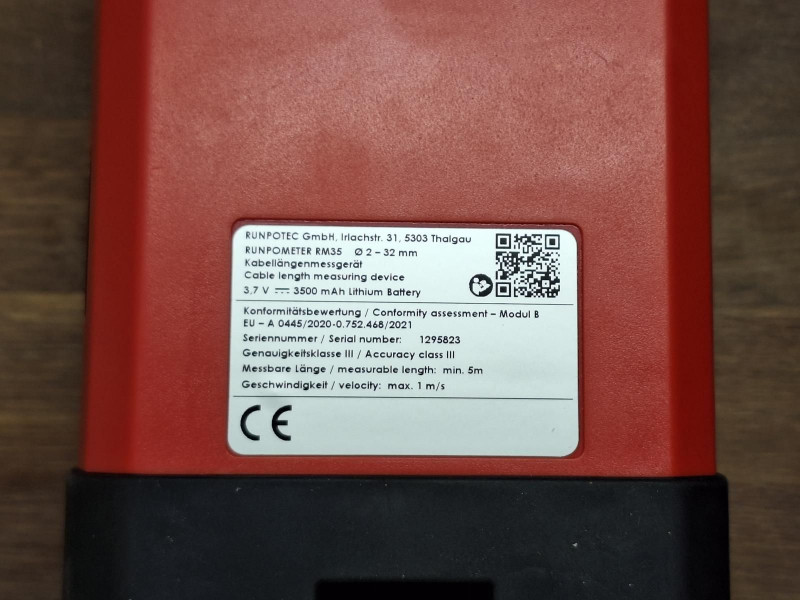 RUNPOTEC GmbH, Irlachstr. 31, 5303 Thalgau
RUNPOMETER RM35 Ø 2 – 32 mm
Kabellängenmessgerät
Cable length measuring device
3,7 V ⎓ 3500 mAh Lithium Battery
Konformitätsbewertung / Conformity assessment – Modul B
EU – A 0445/2020-0.752.468/2021
Seriennummer / Serial number: 1295823
Genauigkeitsklasse III / Accuracy class III
Messbare Länge / measurable length: min. 5m
Geschwindigkeit / velocity: max. 1 m/s
CE